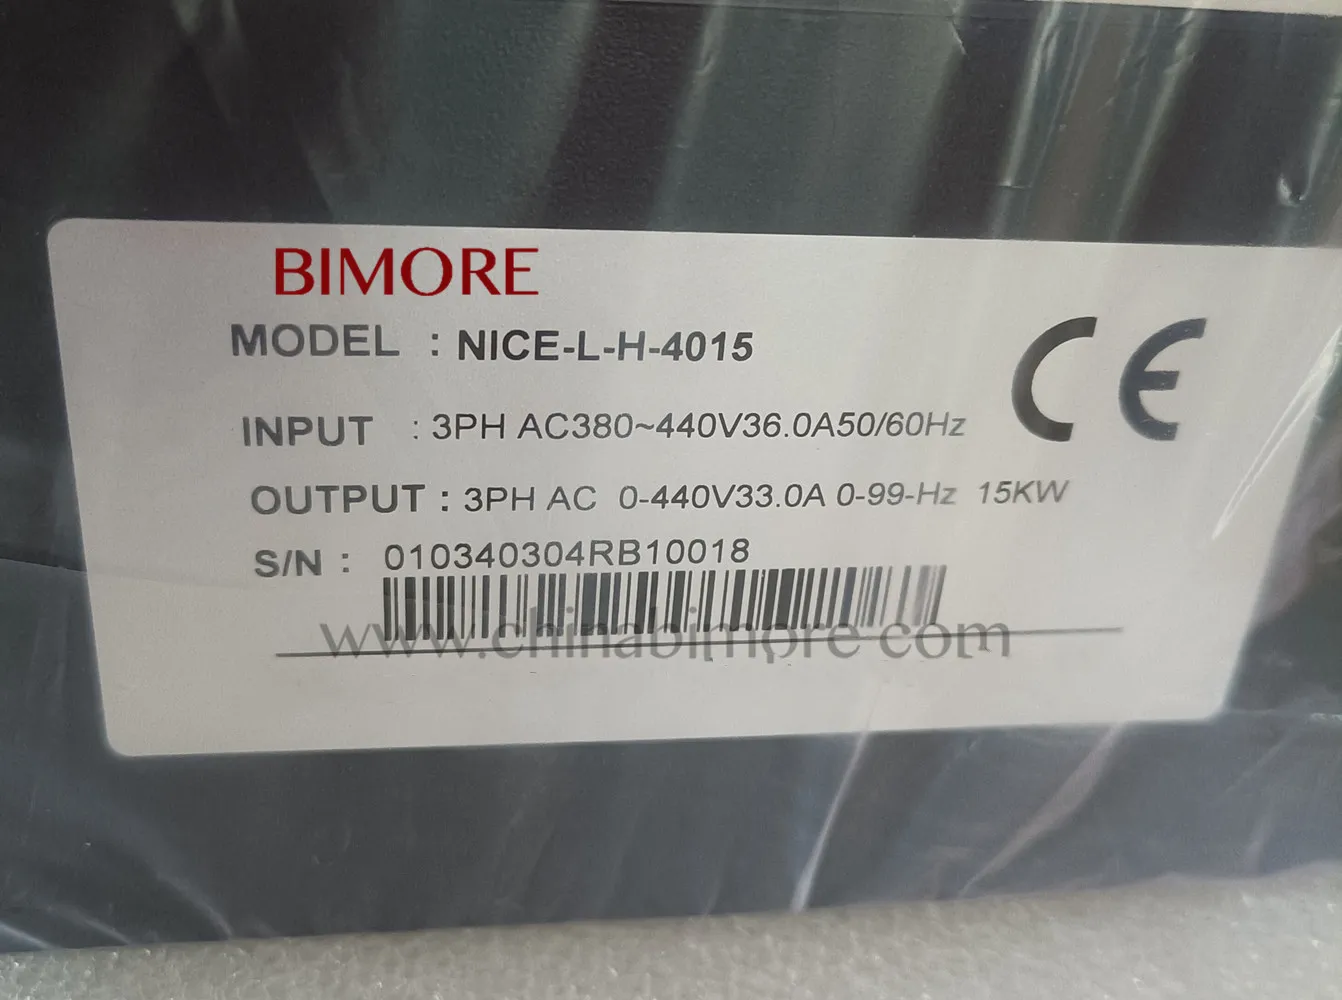 BIMORE
MODEL : NICE-L-H-4015
INPUT : 3PH AC380~440V36.0A50/60Hz
OUTPUT : 3PH AC 0-440V33.0A 0-99-Hz 15KW
S/N : 010340304RB10018
www.chinabimore.com
CE